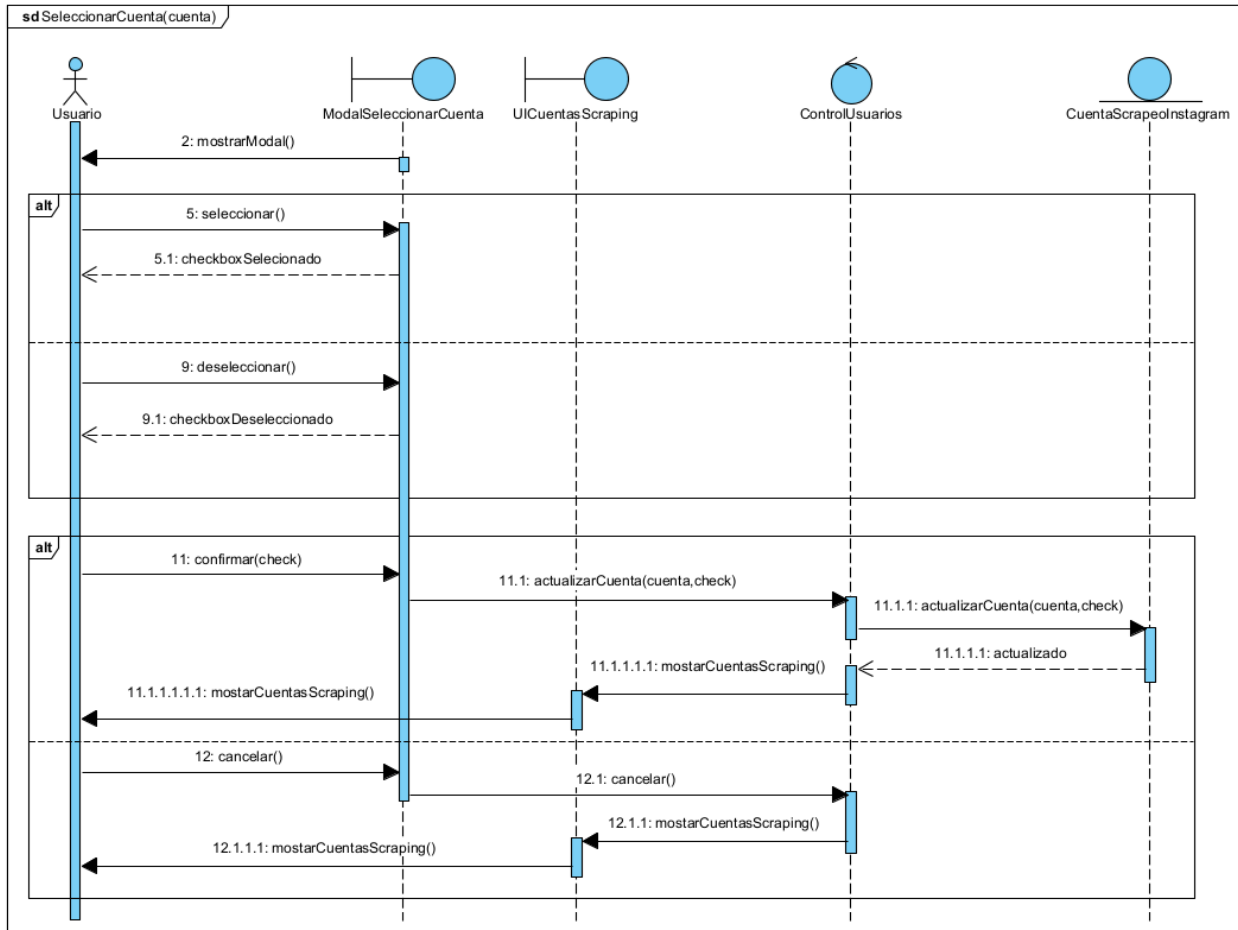 sd SeleccionarCuenta(cuenta)
Usuario
ModalSeleccionarCuenta
UICuentasScraping
ControlUsuarios
CuentaScrapeoInstagram
2: mostrarModal()
alt
5: seleccionar()
5.1: checkboxSelecionado
9: deseleccionar()
9.1: checkboxDeseleccionado
alt
11: confirmar(check)
11.1: actualizarCuenta(cuenta,check)
11.1.1: actualizarCuenta(cuenta,check)
11.1.1.1: actualizado
11.1.1.1.1: mostarCuentasScraping()
11.1.1.1.1.1: mostarCuentasScraping()
12: cancelar()
12.1: cancelar()
12.1.1: mostarCuentasScraping()
12.1.1.1: mostarCuentasScraping()